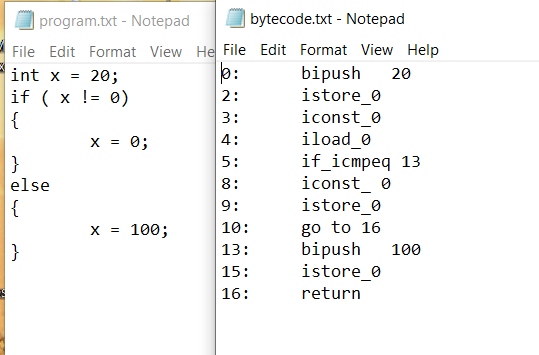 program.txt - Notepad
File Edit Format View He
int x = 20;
if ( x != 0)
{
x = 0;
}
else
{
x = 100;
}
bytecode.txt - Notepad
File Edit Format View Help
0: bipush 20
2: istore_0
3: iconst_0
4: iload_0
5: if_icmpeq 13
8: iconst_ 0
9: istore_0
10: go to 16
13: bipush 100
15: istore_0
16: return